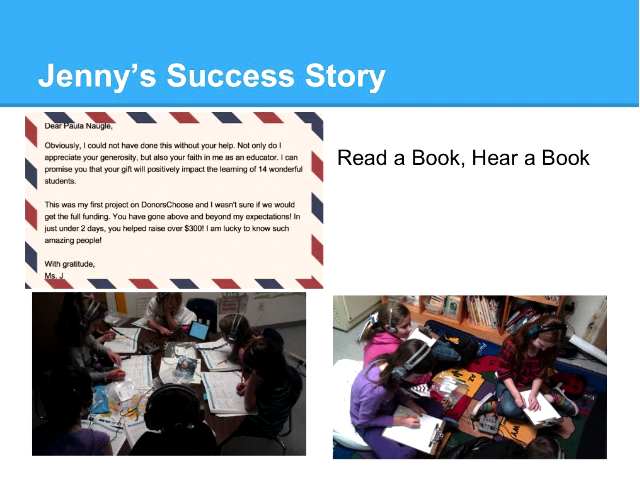 Jenny's Success Story
Dear Paula Naugle,
Obviously, I could not have done this without your help. Not only do I
appreciate your generosity, but also your faith in me as an educator. I can
promise you that your gift will positively impact the learning of 14 wonderful
students.
This was my first project on DonorsChoose and I wasn't sure if we would
get the full funding. You have gone above and beyond my expectations! In
just under 2 days, you helped raise over $300! I am lucky to know such
amazing people!
With gratitude,
Ms. J
Read a Book, Hear a Book